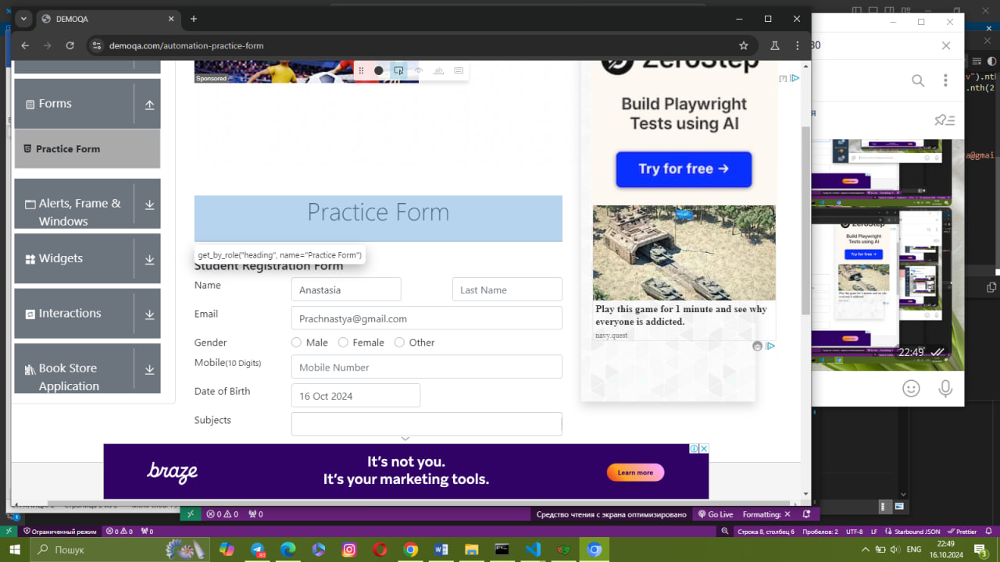 DEMOQA
demoqa.com/automation-practice-form
Forms
Practice Form
Alerts, Frame &
Windows
Widgets
Interactions
Book Store
Application
Sponsored
Practice Form
get_by_role("heading", name="Practice Form")
Student Registration Form
Name
Anastasia
Last Name
Email
Prachnastya@gmail.com
Gender
Male
Female
Other
Mobile(10 Digits)
Mobile Number
Date of Birth
16 Oct 2024
Subjects
ZeroStep
Build Playwright
Tests using AI
Try for free →
Play this game for 1 minute and see why
everyone is addicted.
navy.quest
braze
It's not you.
It's your marketing tools.
Learn more
v").nth
.nth(2
ra@gmai
Build Playwright
Tests using AI
Try for free →
22:49
0 0 0
Средство чтения с экрана оптимизировано
Go Live
Formatting:
Ограниченный режим
0 0 0
Строка 8, столбец 6
Пробелов: 2
UTF-8
LF
Starbound JSON
Prettier
Пошук
90
ENG
22:49
16.10.2024
3